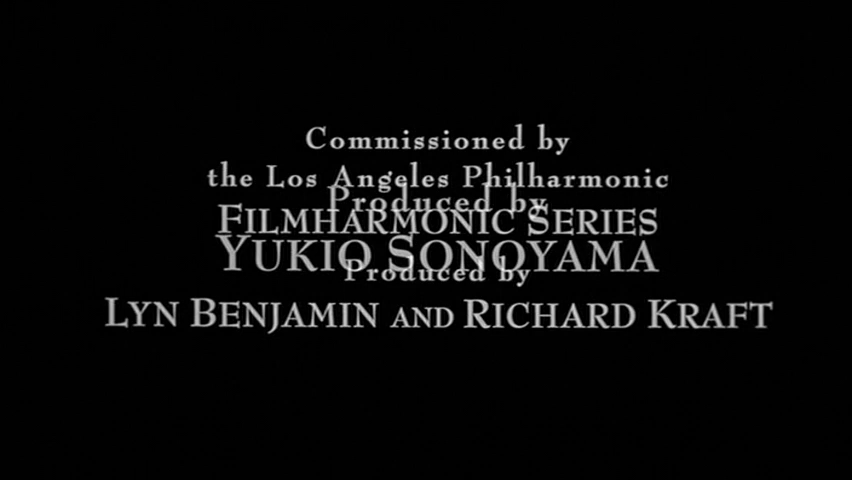 Commissioned by
the Los Angeles Philharmonic
Produced by
FILMHARMONIC SERIES
YUKIO SONOYAMA
Produced by
LYN BENJAMIN AND RICHARD KRAFT